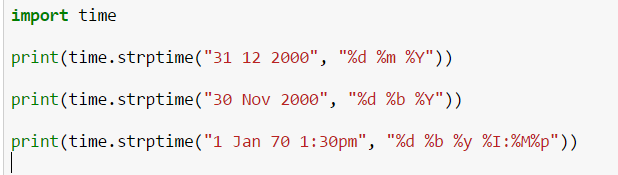 import time
print(time.strptime("31 12 2000", "%d %m %Y"))
print(time.strptime("30 Nov 2000", "%d %b %Y"))
print(time.strptime("1 Jan 70 1:30pm", "%d %b %y %I:%M%p"))